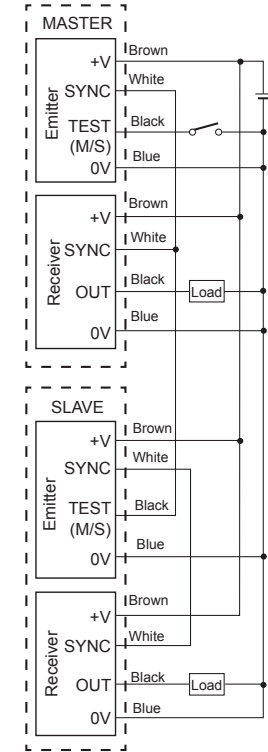 MASTER
Emitter
+V Brown
SYNC White
TEST Black
(M/S)
0V Blue
Receiver
+V Brown
SYNC White
OUT Black Load
0V Blue
SLAVE
Emitter
+V Brown
SYNC White
TEST Black
(M/S)
0V Blue
Receiver
+V Brown
SYNC White
OUT Black Load
0V Blue